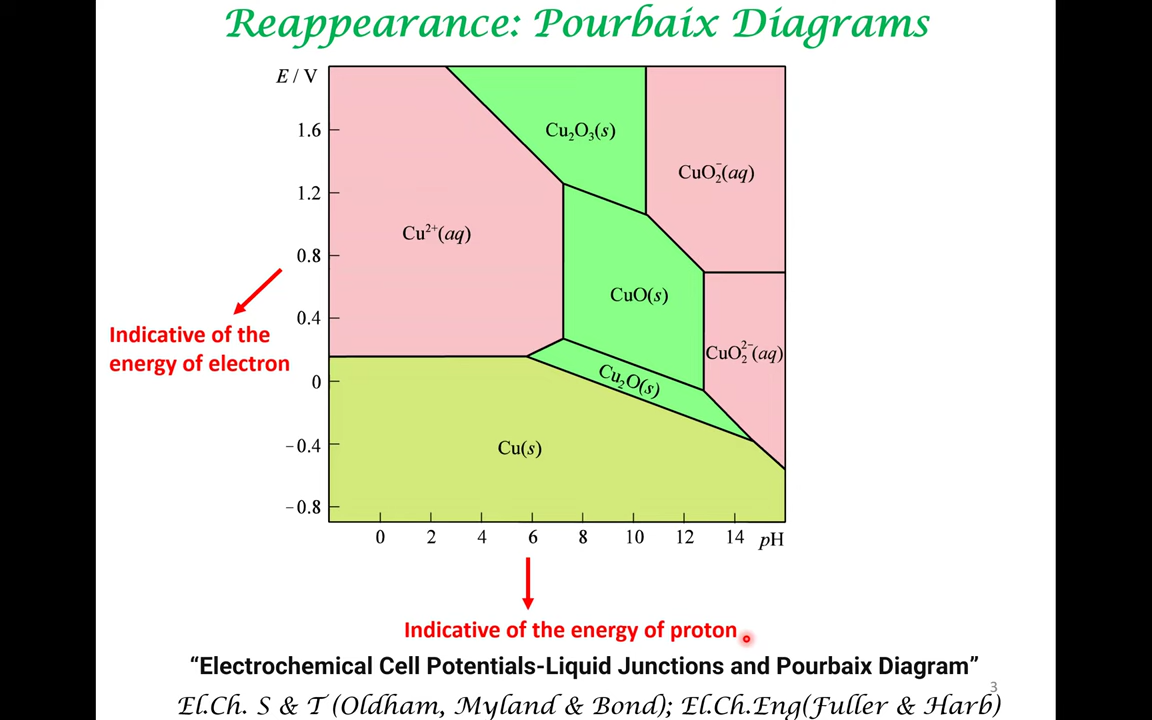 Reappearance: Pourbaix Diagrams
E / V
1.6
1.2
0.8
0.4
0
−0.4
−0.8
Cu₂O₃(s)
CuO₂⁻(aq)
Cu²⁺(aq)
CuO(s)
CuO₂²⁻(aq)
Cu₂O(s)
Cu(s)
Indicative of the
energy of electron
0 2 4 6 8 10 12 14 pH
Indicative of the energy of proton
“Electrochemical Cell Potentials-Liquid Junctions and Pourbaix Diagram”
3
El.Ch. S & T (Oldham, Myland & Bond); El.Ch.Eng(Fuller & Harb)